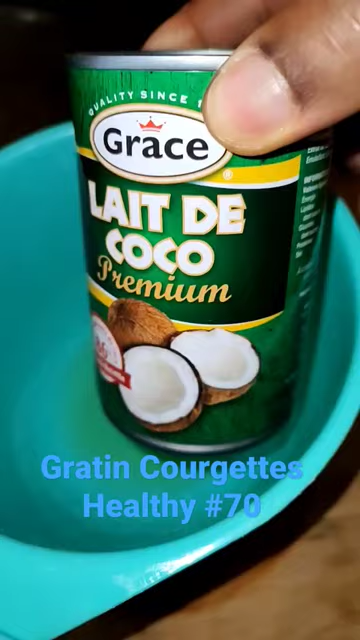 QUALITY SINCE
Grace
LAIT DE
COCO
Premium
Gratin Courgettes
Healthy #70